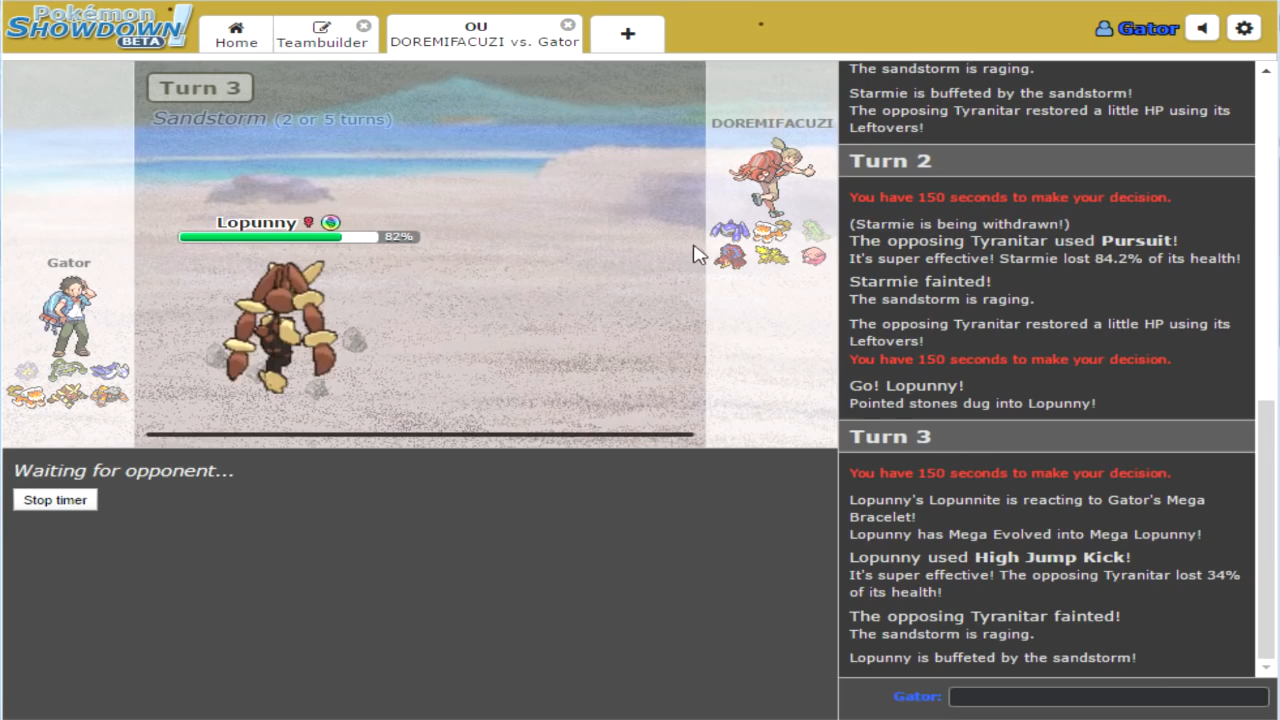 Pokémon
SHOWDOWN!
BETA
Home
Teambuilder
OU
DOREMIFACUZI vs. Gator
+
Gator
Turn 3
Sandstorm (2 or 5 turns)
DOREMIFACUZI
Lopunny
82%
Gator
Waiting for opponent...
Stop timer
The sandstorm is raging.
Starmie is buffeted by the sandstorm!
The opposing Tyranitar restored a little HP using its
Leftovers!
Turn 2
You have 150 seconds to make your decision.
(Starmie is being withdrawn!)
The opposing Tyranitar used Pursuit!
It's super effective! Starmie lost 84.2% of its health!
Starmie fainted!
The sandstorm is raging.
The opposing Tyranitar restored a little HP using its
Leftovers!
You have 150 seconds to make your decision.
Go! Lopunny!
Pointed stones dug into Lopunny!
Turn 3
You have 150 seconds to make your decision.
Lopunny's Lopunnite is reacting to Gator's Mega
Bracelet!
Lopunny has Mega Evolved into Mega Lopunny!
Lopunny used High Jump Kick!
It's super effective! The opposing Tyranitar lost 34%
of its health!
The opposing Tyranitar fainted!
The sandstorm is raging.
Lopunny is buffeted by the sandstorm!
Gator: